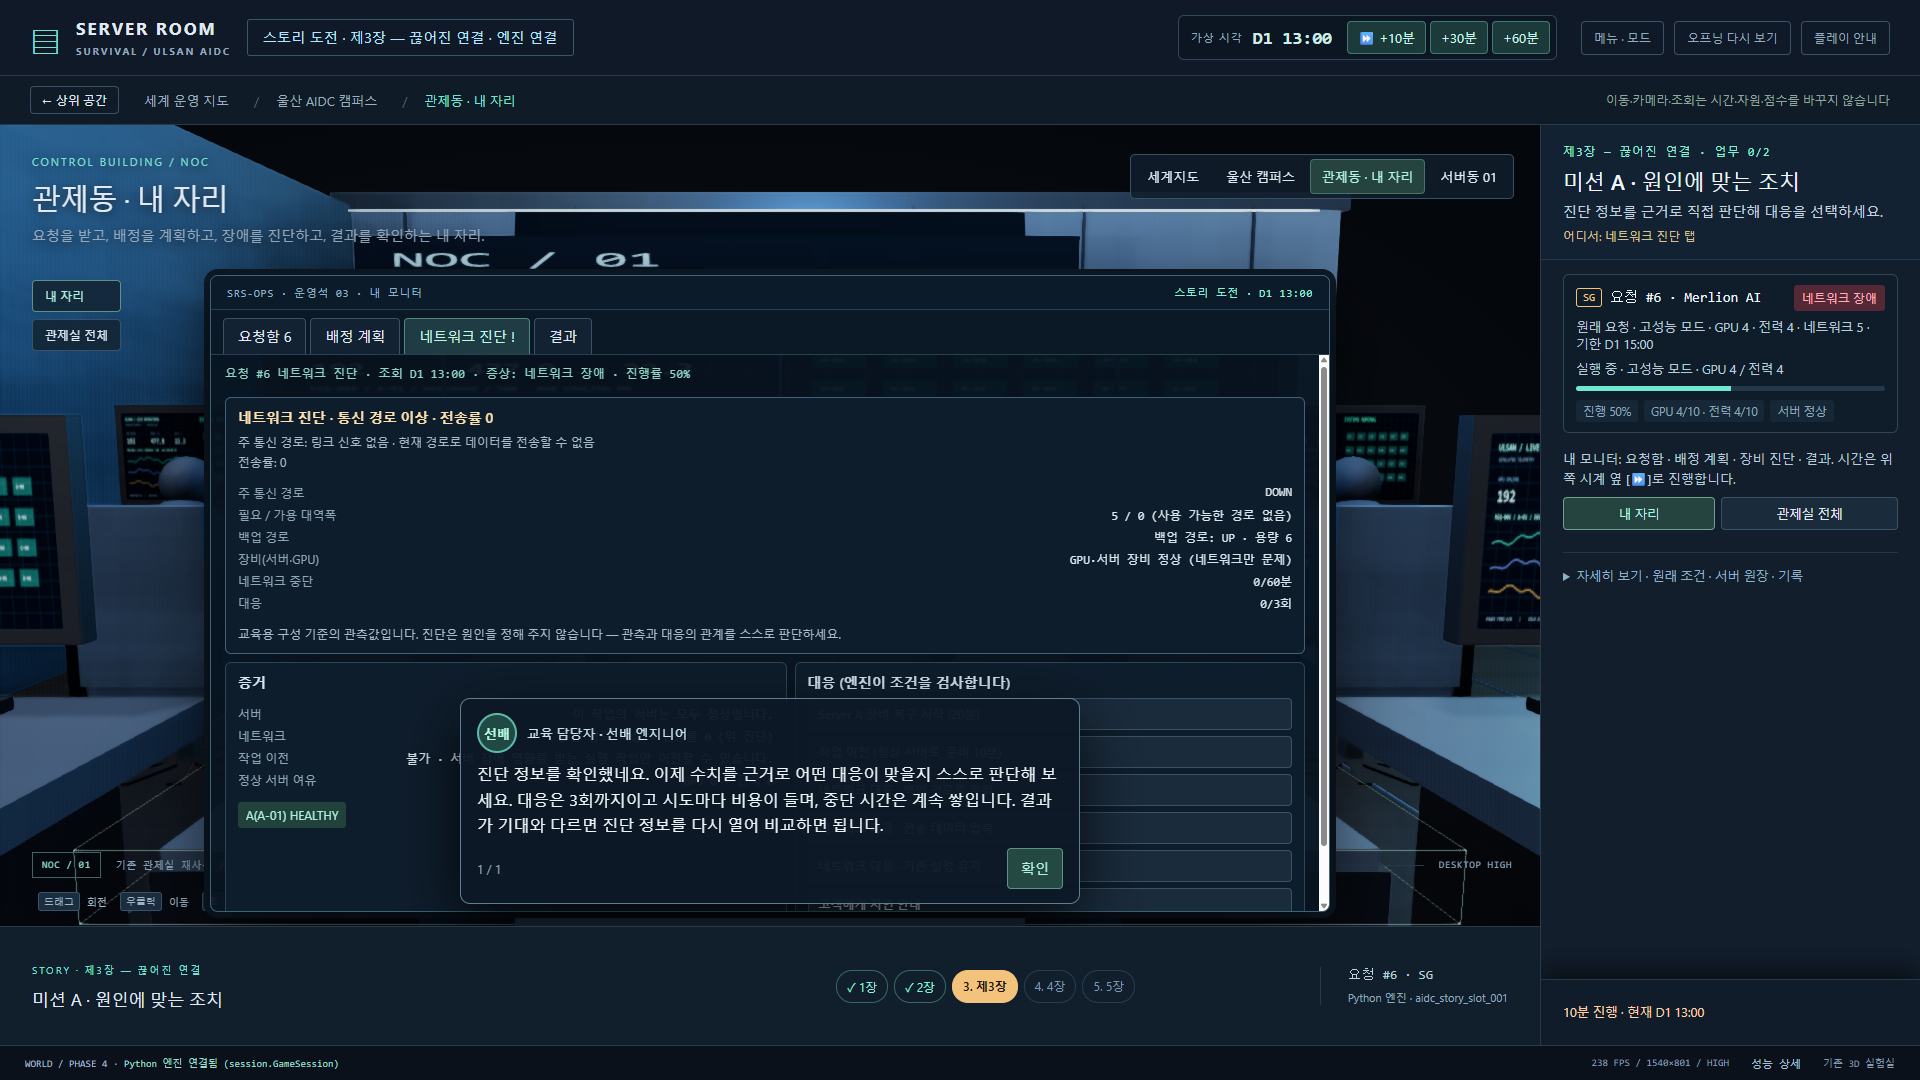 SERVER ROOM
SURVIVAL / ULSAN AIDC
스토리 도전 · 제3장 — 끊어진 연결 · 엔진 연결
가상 시각 D1 13:00 ⏩ +10분 +30분 +60분
메뉴 · 모드 오프닝 다시 보기 플레이 안내
← 상위 공간 세계 운영 지도 / 울산 AIDC 캠퍼스 / 관제동 · 내 자리
이동·카메라·조회는 시간·자원·점수를 바꾸지 않습니다
CONTROL BUILDING / NOC
관제동 · 내 자리
요청을 받고, 배정을 계획하고, 장애를 진단하고, 결과를 확인하는 내 자리.
세계지도 울산 캠퍼스 관제동 · 내 자리 서버동 01
NOC / 01
내 자리
관제실 전체
SRS-OPS · 운영석 03 · 내 모니터
스토리 도전 · D1 13:00
요청함 6 배정 계획 네트워크 진단 ! 결과
요청 #6 네트워크 진단 · 조회 D1 13:00 · 증상: 네트워크 장애 · 진행률 50%
네트워크 진단 · 통신 경로 이상 · 전송률 0
주 통신 경로: 링크 신호 없음 · 현재 경로로 데이터를 전송할 수 없음
전송률: 0
주 통신 경로 DOWN
필요 / 가용 대역폭 5 / 0 (사용 가능한 경로 없음)
백업 경로 백업 경로: UP · 용량 6
장비(서버·GPU) GPU·서버 장비 정상 (네트워크만 문제)
네트워크 중단 0/60분
대응 0/3회
교육용 구성 기준의 관측값입니다. 진단은 원인을 정해 주지 않습니다 — 관측과 대응의 관계를 스스로 판단하세요.
증거
서버
네트워크
작업 이전 불가 · 서
정상 서버 여유
A(A-01) HEALTHY
대응 (엔진이 조건을 검사합니다)
선배 교육 담당자 · 선배 엔지니어
진단 정보를 확인했네요. 이제 수치를 근거로 어떤 대응이 맞을지 스스로 판단해 보
세요. 대응은 3회까지이고 시도마다 비용이 들며, 중단 시간은 계속 쌓입니다. 결과
가 기대와 다르면 진단 정보를 다시 열어 비교하면 됩니다.
1 / 1 확인
NOC / 01 기존 관제실 재사
드래그 회전 우클릭 이동
DESKTOP HIGH
ULSAN / LIVE
192
제3장 — 끊어진 연결 · 업무 0/2
미션 A · 원인에 맞는 조치
진단 정보를 근거로 직접 판단해 대응을 선택하세요.
어디서: 네트워크 진단 탭
SG 요청 #6 · Merlion AI 네트워크 장애
원래 요청 · 고성능 모드 · GPU 4 · 전력 4 · 네트워크 5 ·
기한 D1 15:00
실행 중 · 고성능 모드 · GPU 4 / 전력 4
진행 50% GPU 4/10 · 전력 4/10 서버 정상
내 모니터: 요청함 · 배정 계획 · 장비 진단 · 결과. 시간은 위
쪽 시계 옆 [⏩]로 진행합니다.
내 자리 관제실 전체
▶ 자세히 보기 · 원래 조건 · 서버 원장 · 기록
10분 진행 · 현재 D1 13:00
STORY · 제3장 — 끊어진 연결
미션 A · 원인에 맞는 조치
✓ 1장 ✓ 2장 3. 제3장 4. 4장 5. 5장
요청 #6 · SG
Python 엔진 · aidc_story_slot_001
WORLD / PHASE 4 · Python 엔진 연결됨 (session.GameSession)
238 FPS / 1540×801 / HIGH 성능 상세 기존 3D 실험실